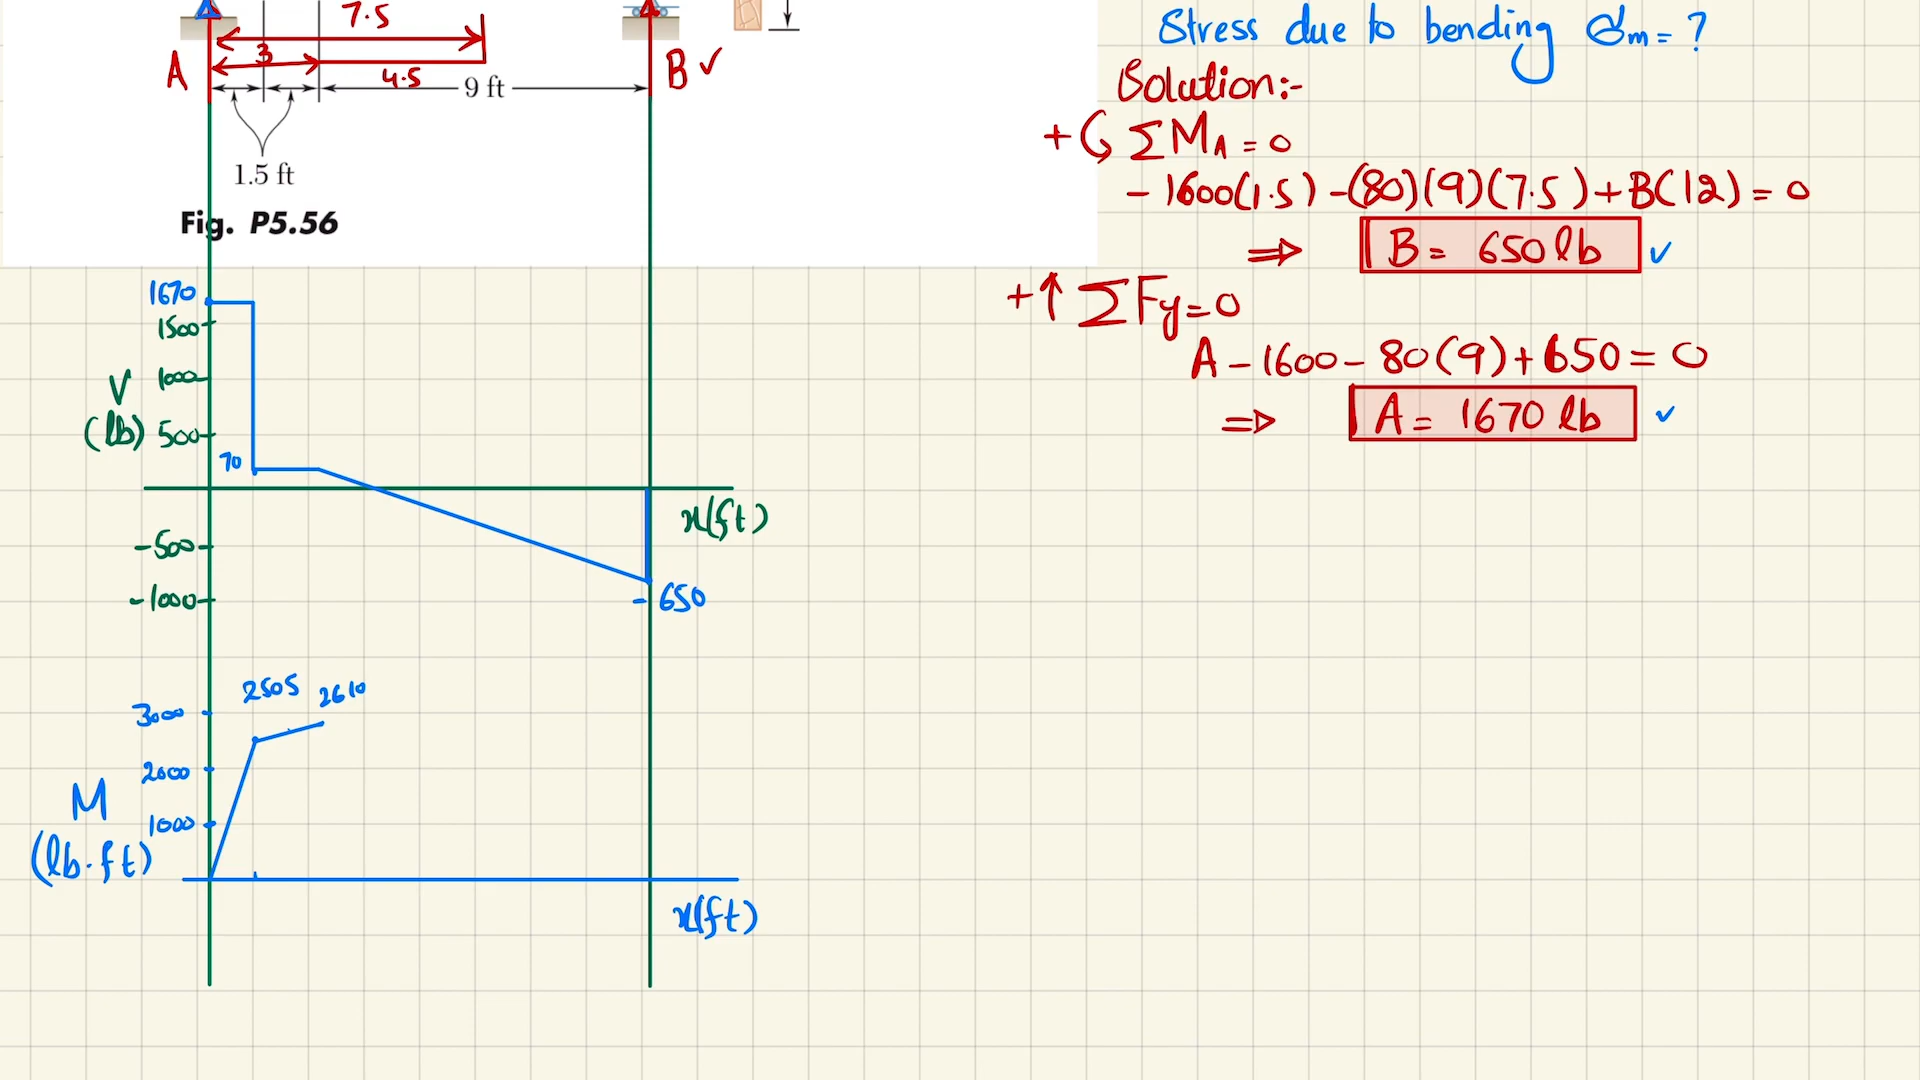 7.5
A
3
4.5
9 ft
B ✓
1.5 ft
Fig. P5.56
1670
1500
1000
V
(lb)
500
70
-500
-1000
x(ft)
-650
2505
2610
3000
2000
M
1000
(lb.ft)
x(ft)
Stress due to bending σm = ?
Solution:-
+ ΣMA = 0
- 1600(1.5) -(80)(9)(7.5) + B(12) = 0
⇒ B = 650 lb ✓
+↑ ΣFy = 0
A - 1600 - 80(9) + 650 = 0
⇒ A = 1670 lb ✓